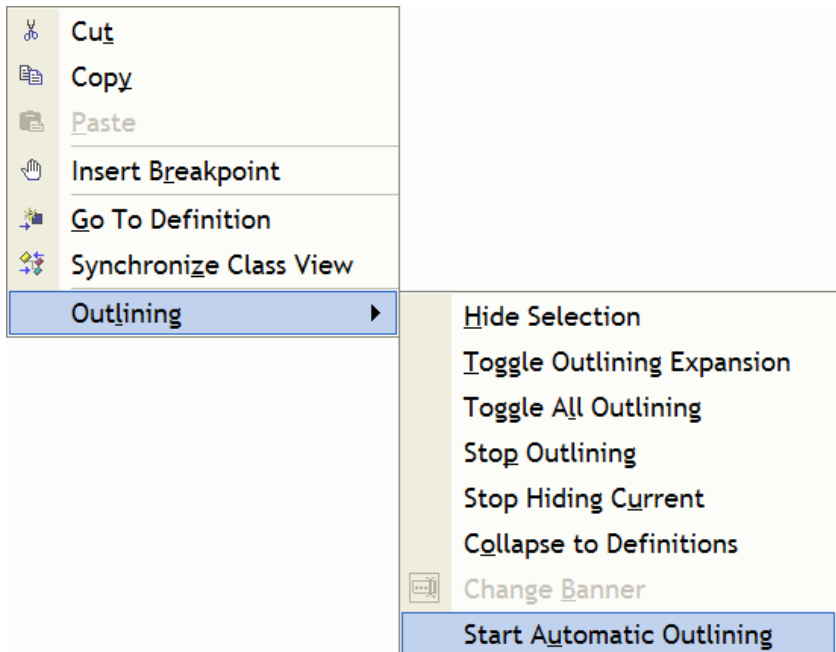 Cut
Copy
Paste
Insert Breakpoint
Go To Definition
Synchronize Class View
Outlining
Hide Selection
Toggle Outlining Expansion
Toggle All Outlining
Stop Outlining
Stop Hiding Current
Collapse to Definitions
Change Banner
Start Automatic Outlining